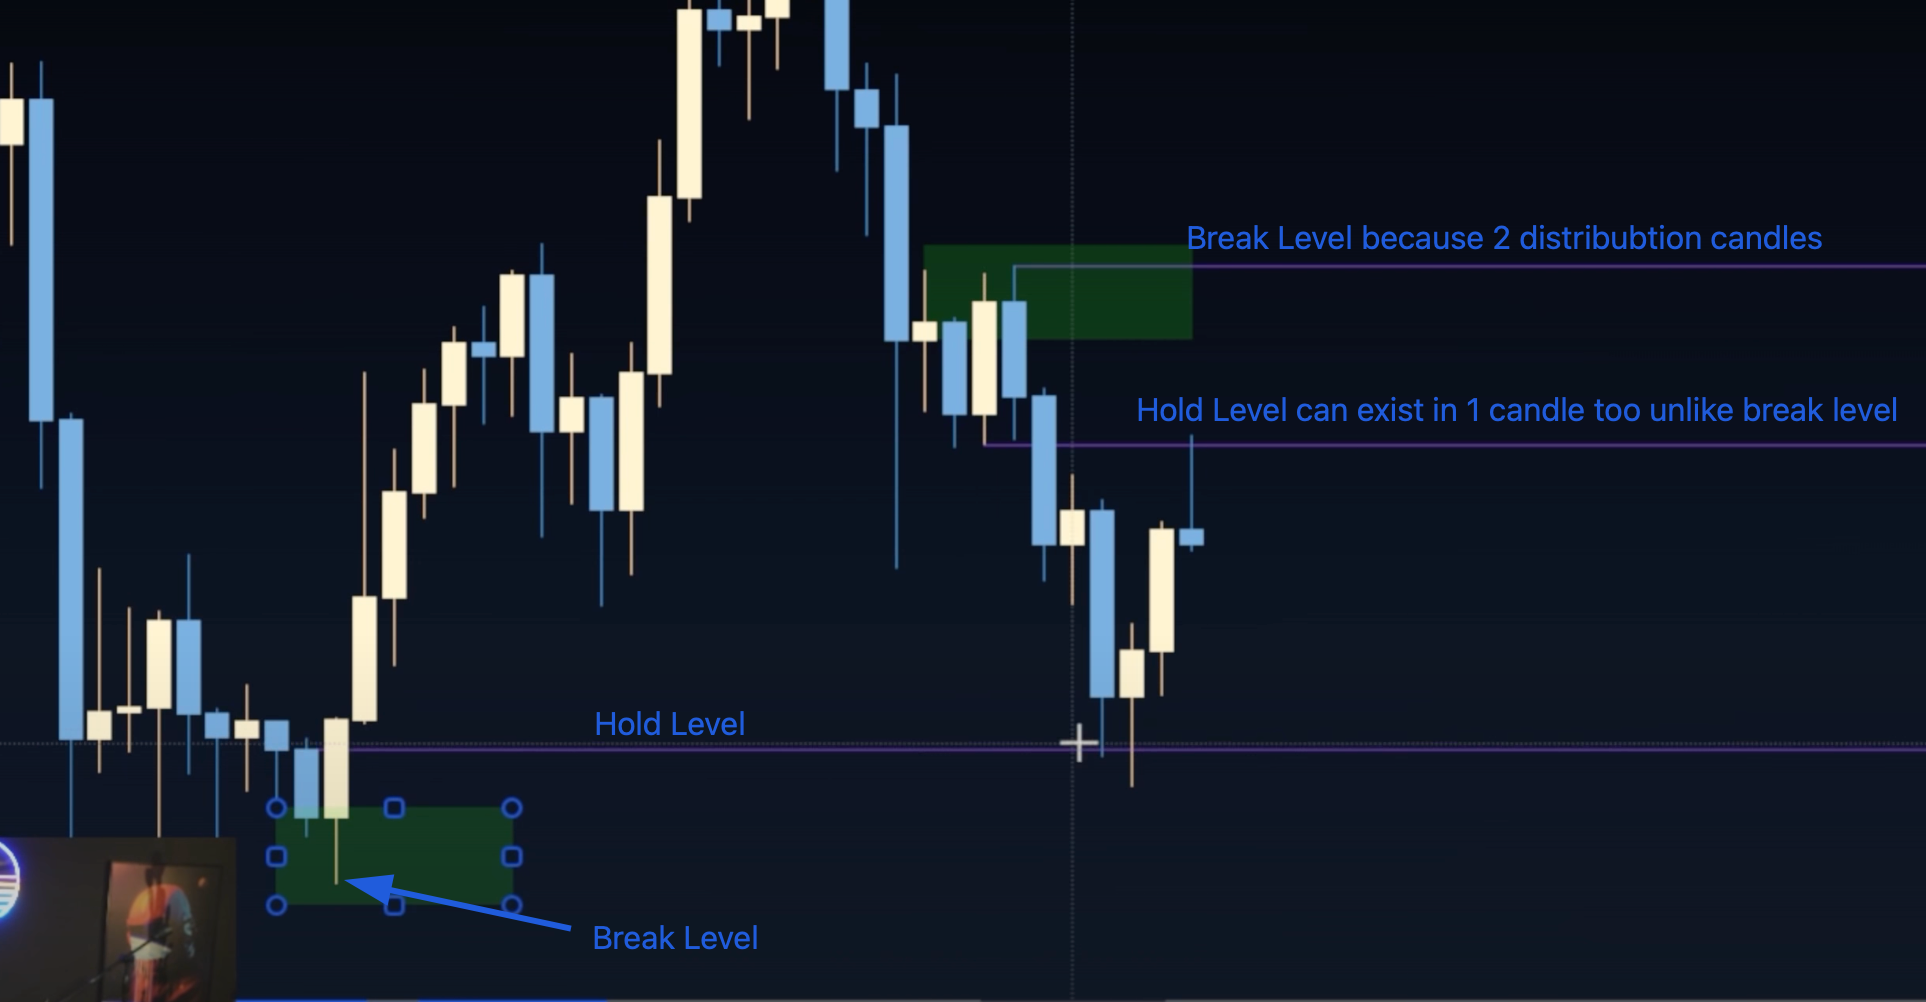 Break Level because 2 distribubtion candles
Hold Level can exist in 1 candle too unlike break level
Hold Level
Break Level